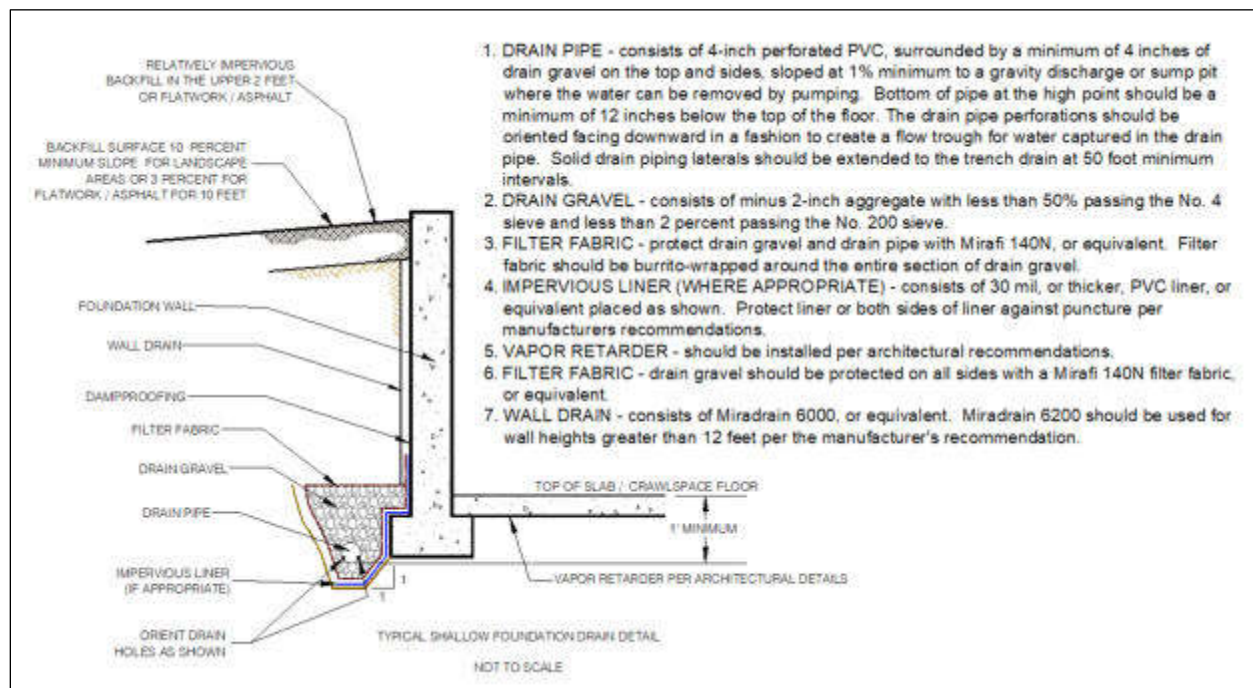 RELATIVELY IMPERVIOUS
BACKFILL IN THE UPPER 2 FEET
OR FLATWORK / ASPHALT
BACKFILL SURFACE 10 PERCENT
MINIMUM SLOPE FOR LANDSCAPE
AREAS OR 3 PERCENT FOR
FLATWORK / ASPHALT FOR 10 FEET
FOUNDATION WALL
WALL DRAIN
DAMPPROOFING
FILTER FABRIC
DRAIN GRAVEL
DRAIN PIPE
IMPERVIOUS LINER
(IF APPROPRIATE)
ORIENT DRAIN
HOLES AS SHOWN
1. DRAIN PIPE - consists of 4-inch perforated PVC, surrounded by a minimum of 4 inches of
drain gravel on the top and sides, sloped at 1% minimum to a gravity discharge or sump pit
where the water can be removed by pumping. Bottom of pipe at the high point should be a
minimum of 12 inches below the top of the floor. The drain pipe perforations should be
oriented facing downward in a fashion to create a flow trough for water captured in the drain
pipe. Solid drain piping laterals should be extended to the trench drain at 50 foot minimum
intervals.
2. DRAIN GRAVEL - consists of minus 2-inch aggregate with less than 50% passing the No. 4
sieve and less than 2 percent passing the No. 200 sieve.
3. FILTER FABRIC - protect drain gravel and drain pipe with Mirafi 140N, or equivalent. Filter
fabric should be burrito-wrapped around the entire section of drain gravel.
4. IMPERVIOUS LINER (WHERE APPROPRIATE) - consists of 30 mil, or thicker, PVC liner, or
equivalent placed as shown. Protect liner or both sides of liner against puncture per
manufacturers recommendations.
5. VAPOR RETARDER - should be installed per architectural recommendations.
6. FILTER FABRIC - drain gravel should be protected on all sides with a Mirafi 140N filter fabric,
or equivalent.
7. WALL DRAIN - consists of Miradrain 6000, or equivalent. Miradrain 6200 should be used for
wall heights greater than 12 feet per the manufacturer's recommendation.
TOP OF SLAB / CRAWLSPACE FLOOR
1' MINIMUM
VAPOR RETARDER PER ARCHITECTURAL DETAILS
1
1
TYPICAL SHALLOW FOUNDATION DRAIN DETAIL
NOT TO SCALE